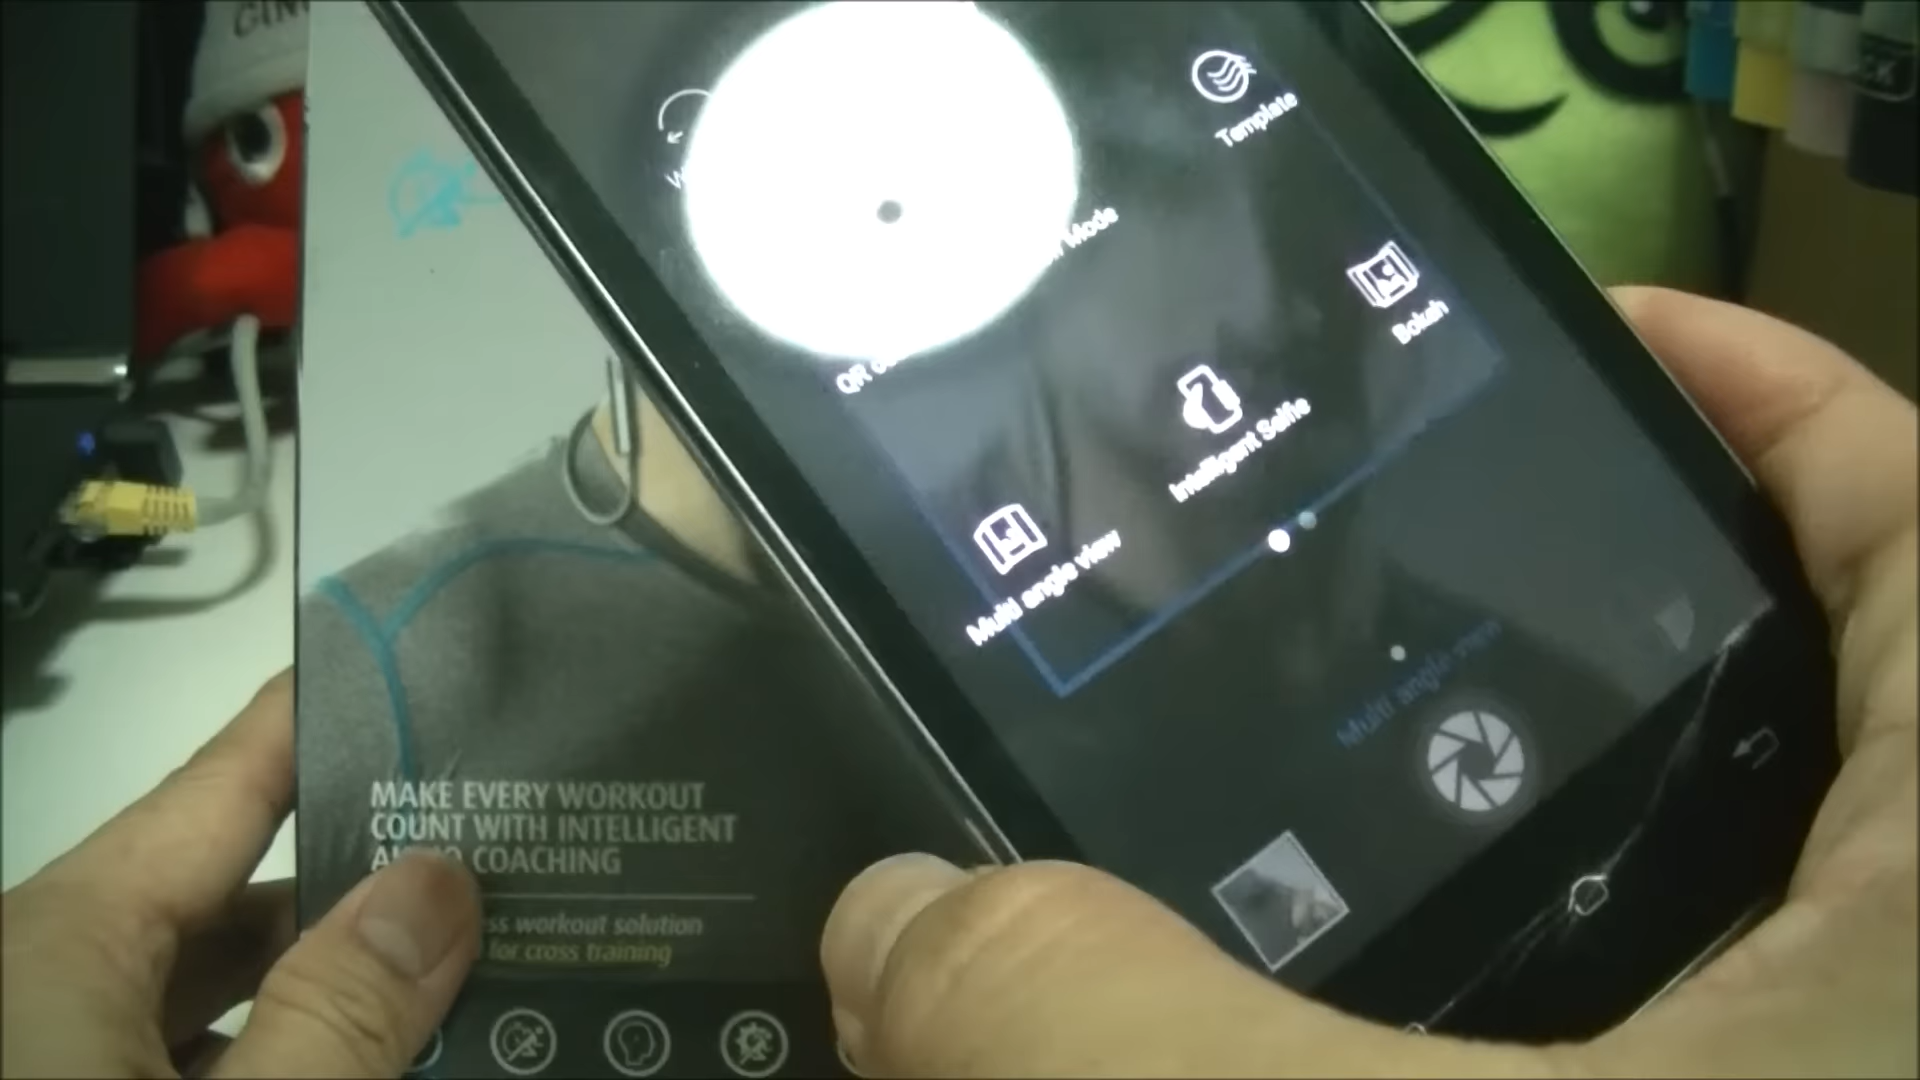 Template
Mode
Bokeh
QR
Intelligent Selfie
Multi angle view
Multi angle view
MAKE EVERY WORKOUT
COUNT WITH INTELLIGENT
COACHING
workout solution
for cross training